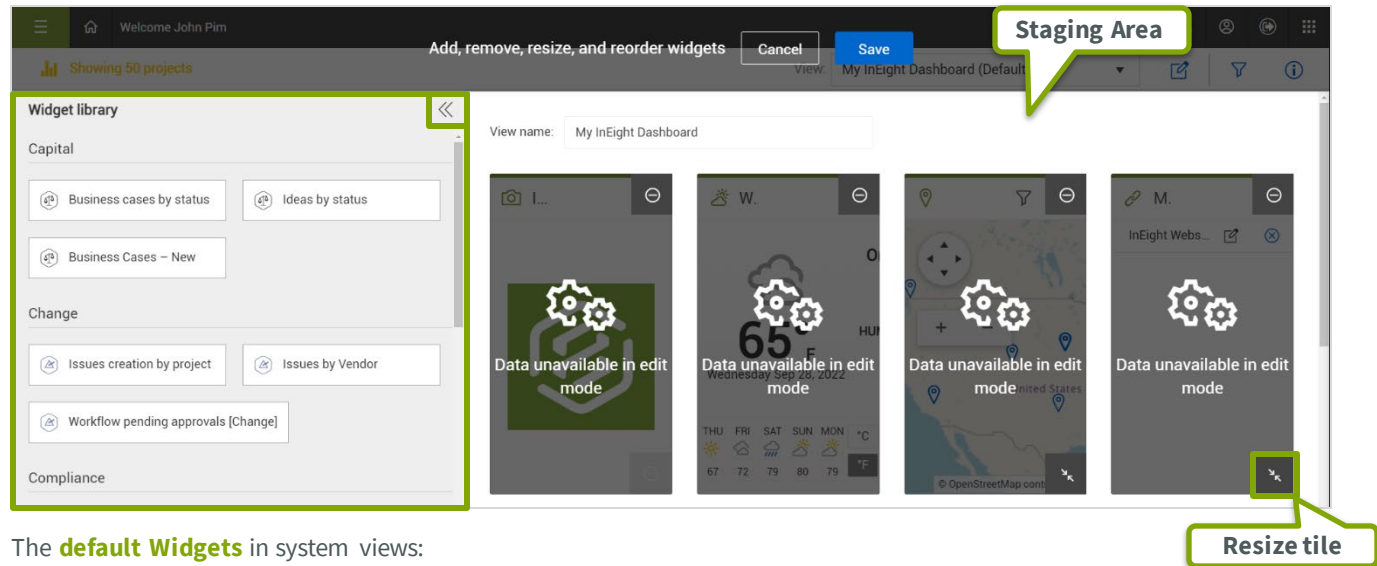 Welcome John Pim
Add, remove, resize, and reorder widgets
Cancel
Save
Staging Area
Showing 50 projects
View:
My InEight Dashboard (Default
Widget library
View name:
My InEight Dashboard
Capital
Business cases by status
Ideas by status
Business Cases – New
Change
Issues creation by project
Issues by Vendor
Workflow pending approvals [Change]
Compliance
I...
Data unavailable in edit
mode
W.
O
65°
F
HUM
Data unavailable in edit
Wednesday Sep 28, 2022
mode
THU FRI SAT SUN MON °C
67 72 79 80 79 °F
Data unavailable in edit
mode
nited States
© OpenStreetMap cont
M.
InEight Webs...
Data unavailable in edit
mode
Resize tile
The default Widgets in system views: